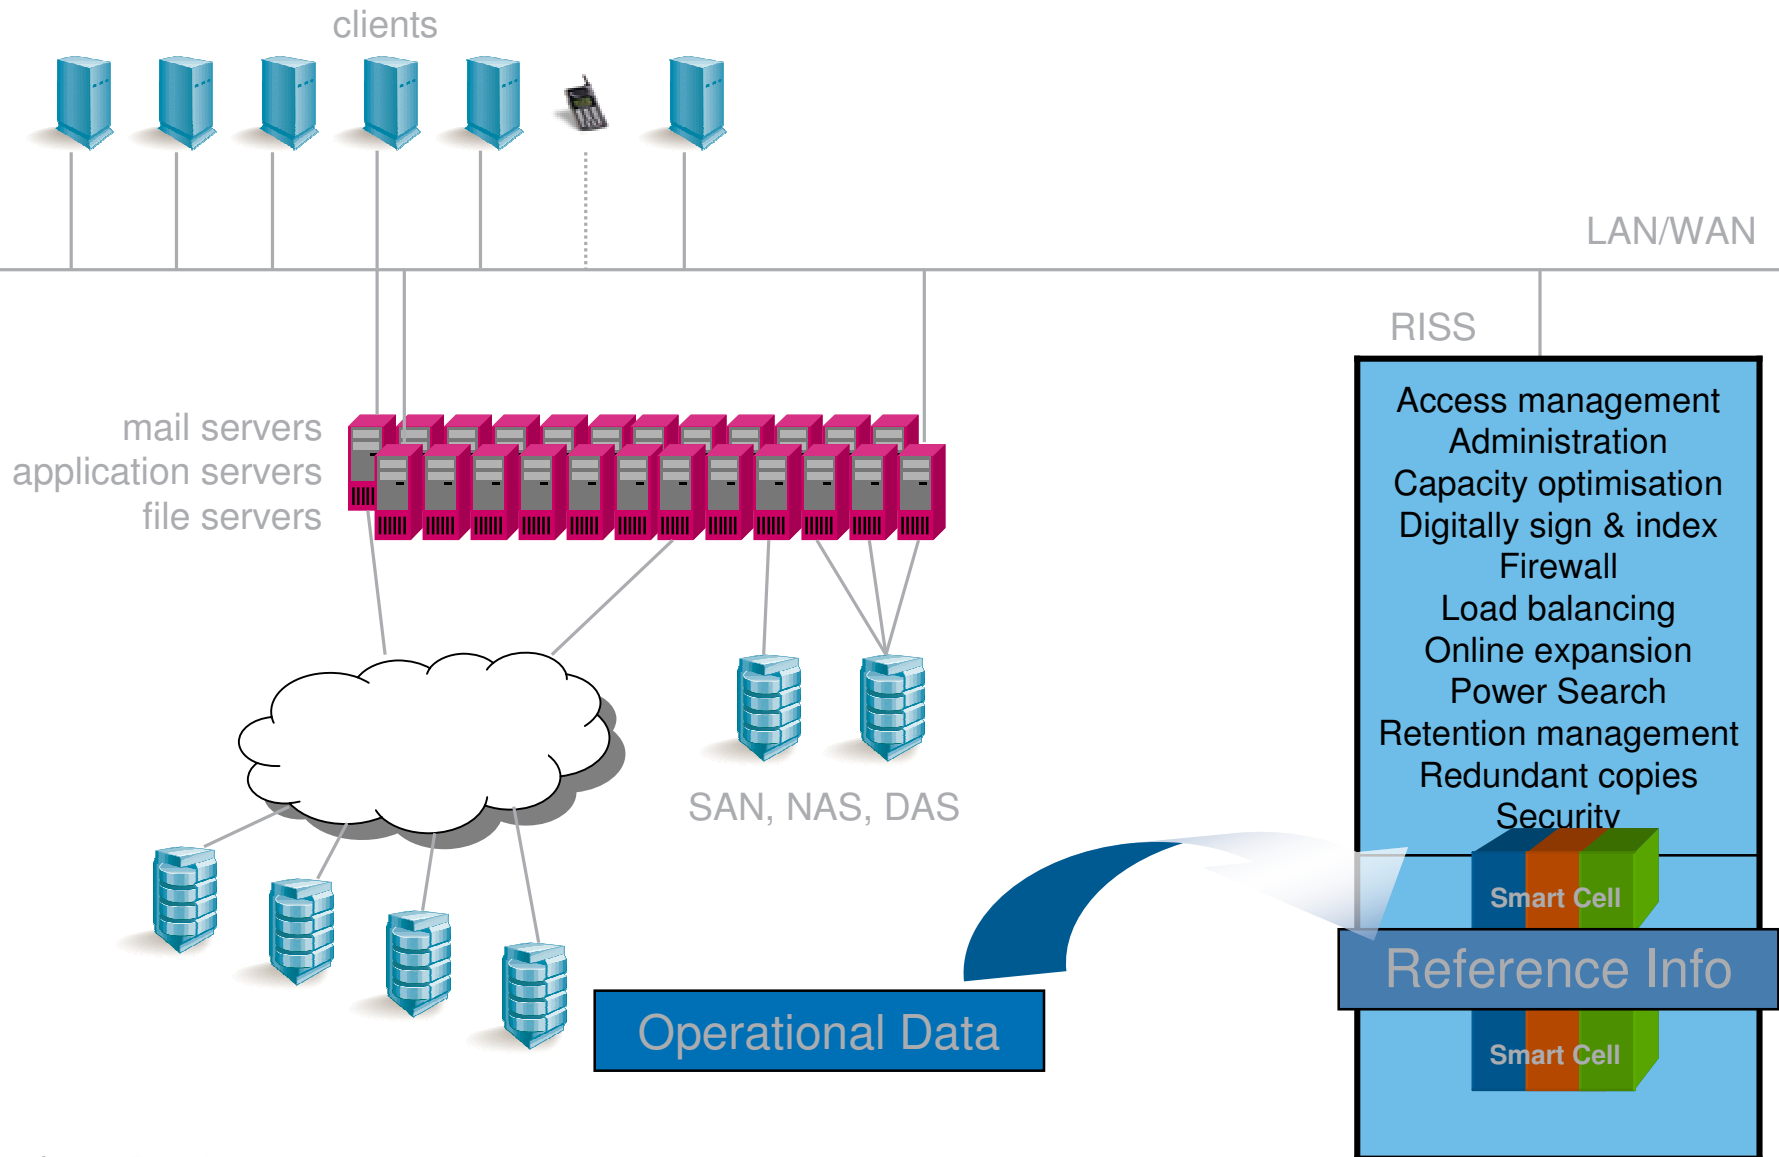 clients
LAN/WAN
RISS
mail servers
application servers
file servers
Access management
Administration
Capacity optimisation
Digitally sign & index
Firewall
Load balancing
Online expansion
Power Search
Retention management
Redundant copies
Security
SAN, NAS, DAS
Smart Cell
Reference Info
Operational Data
Smart Cell